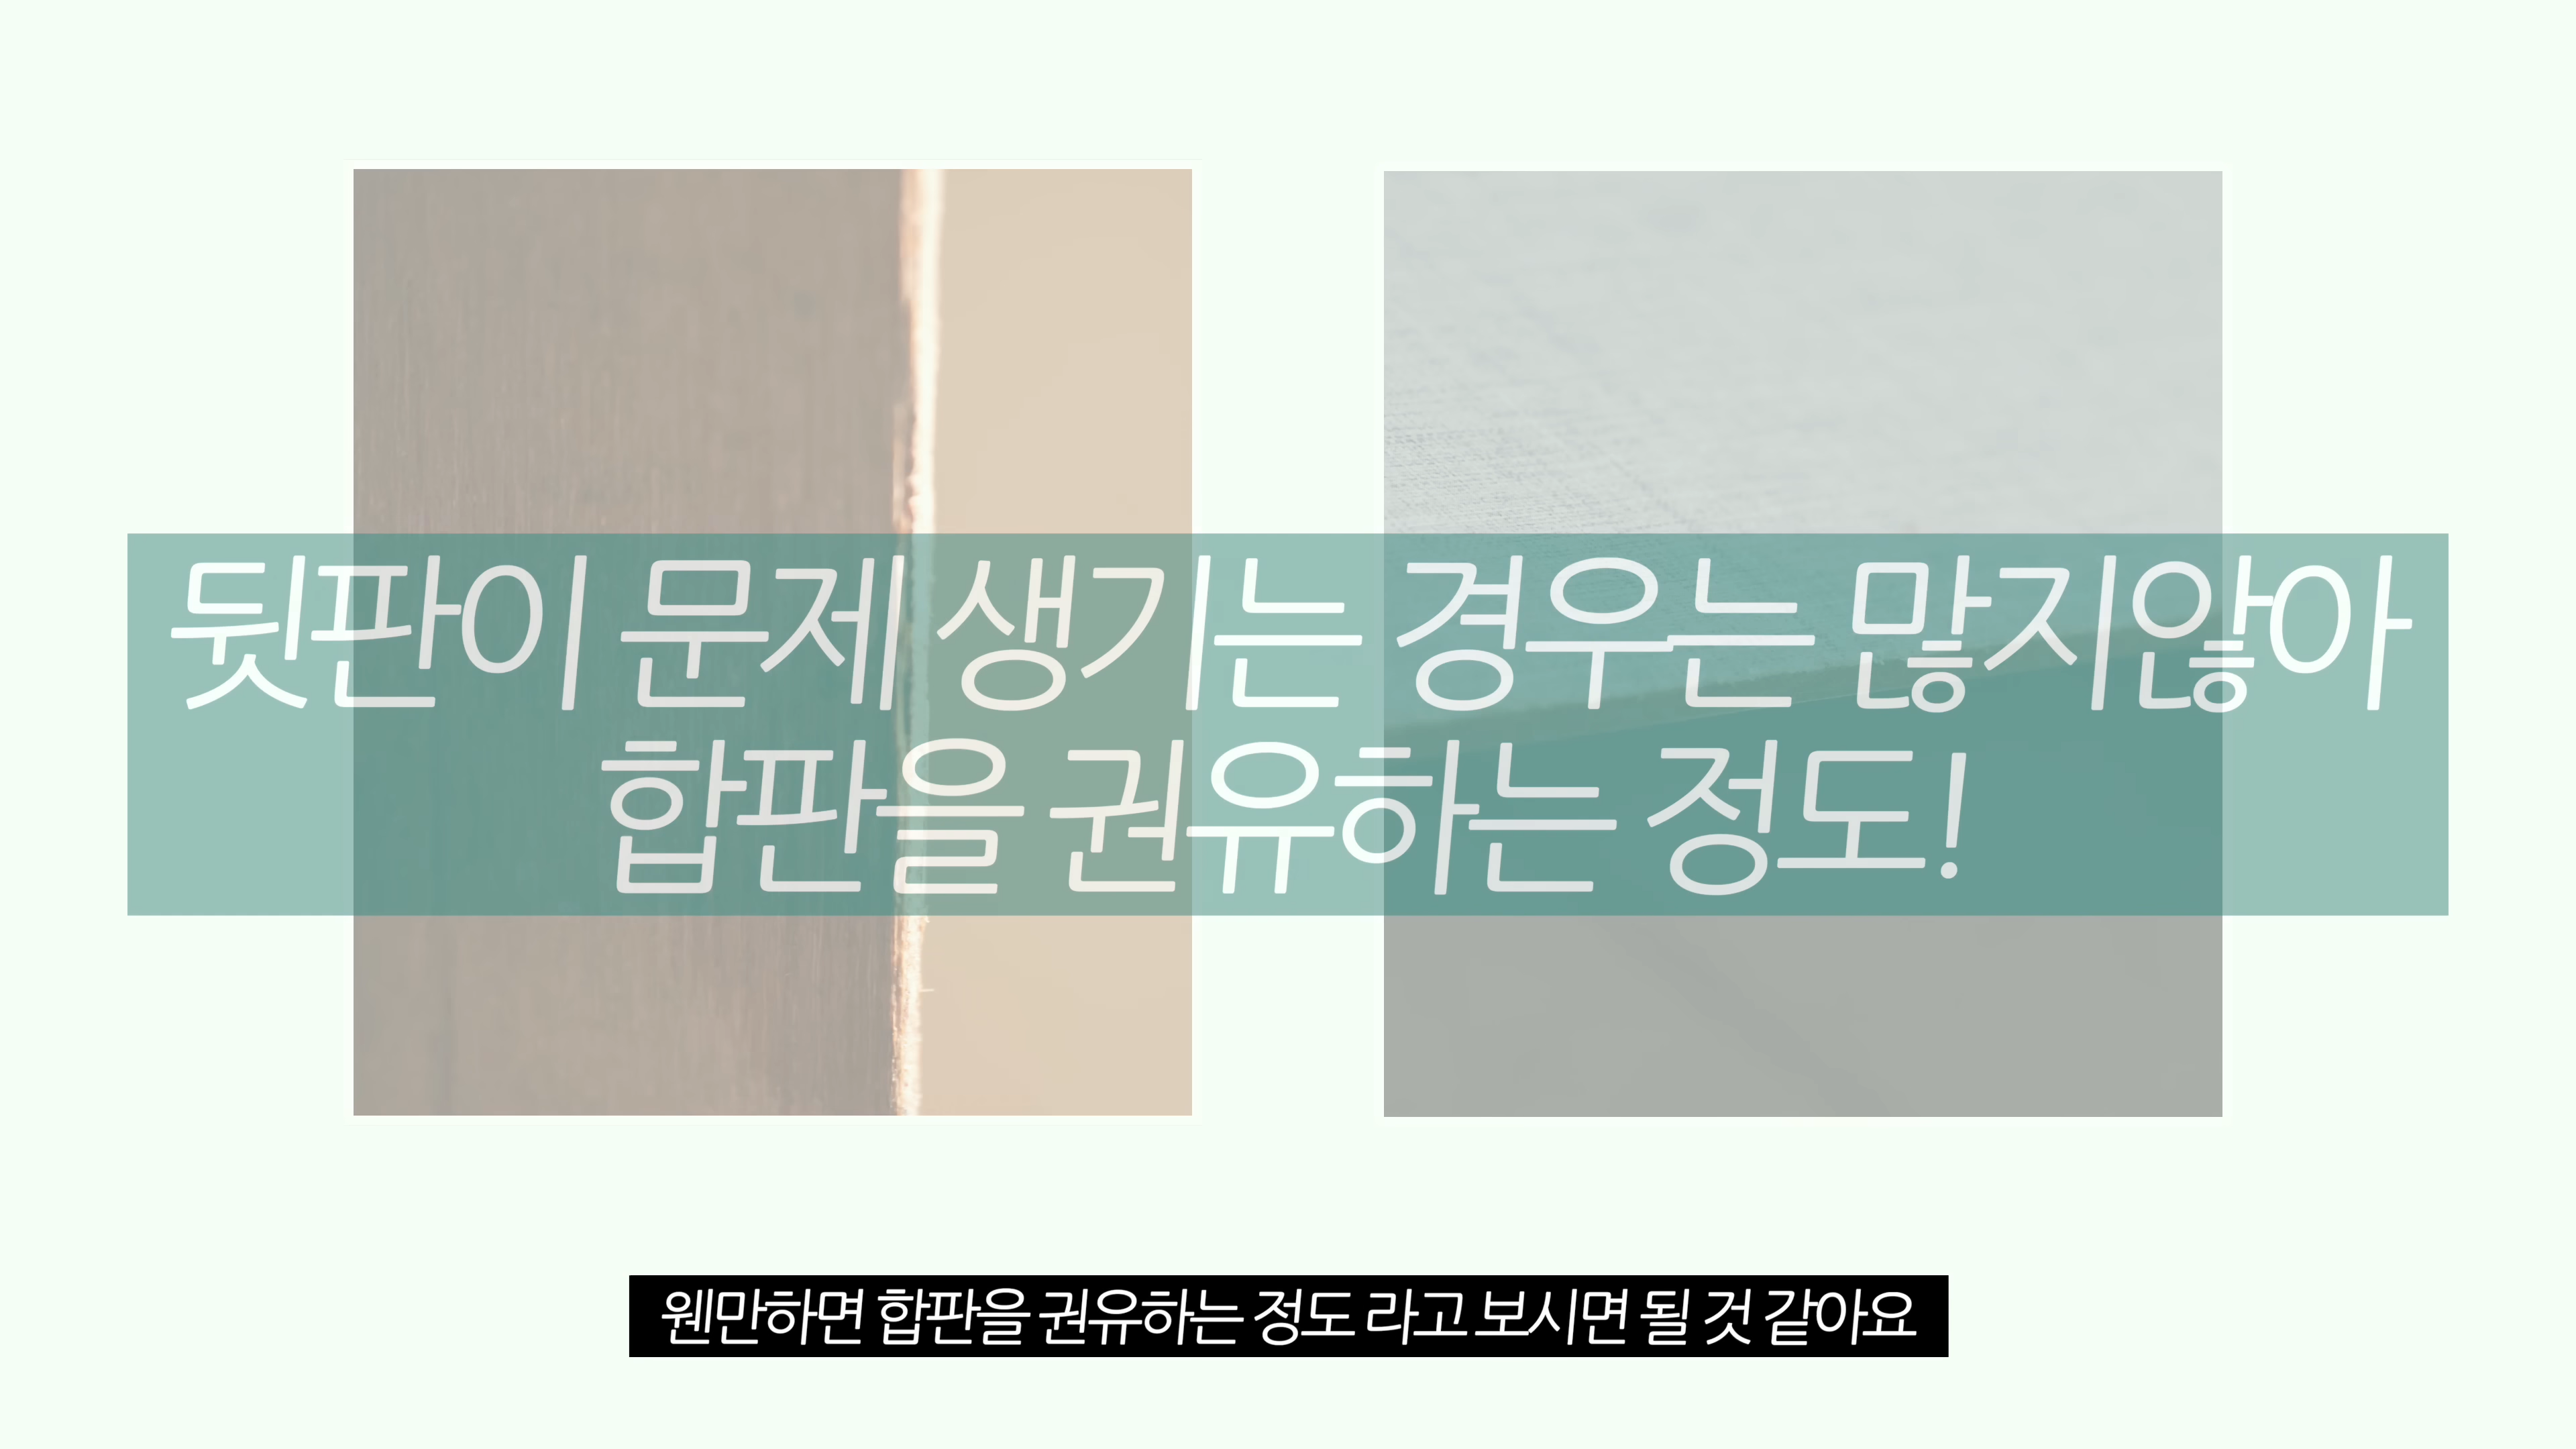 뒷판이 문제 생기는 경우는 많지않아
합판을 권유하는 정도!
웬만하면 합판을 권유하는 정도 라고 보시면 될 것 같아요